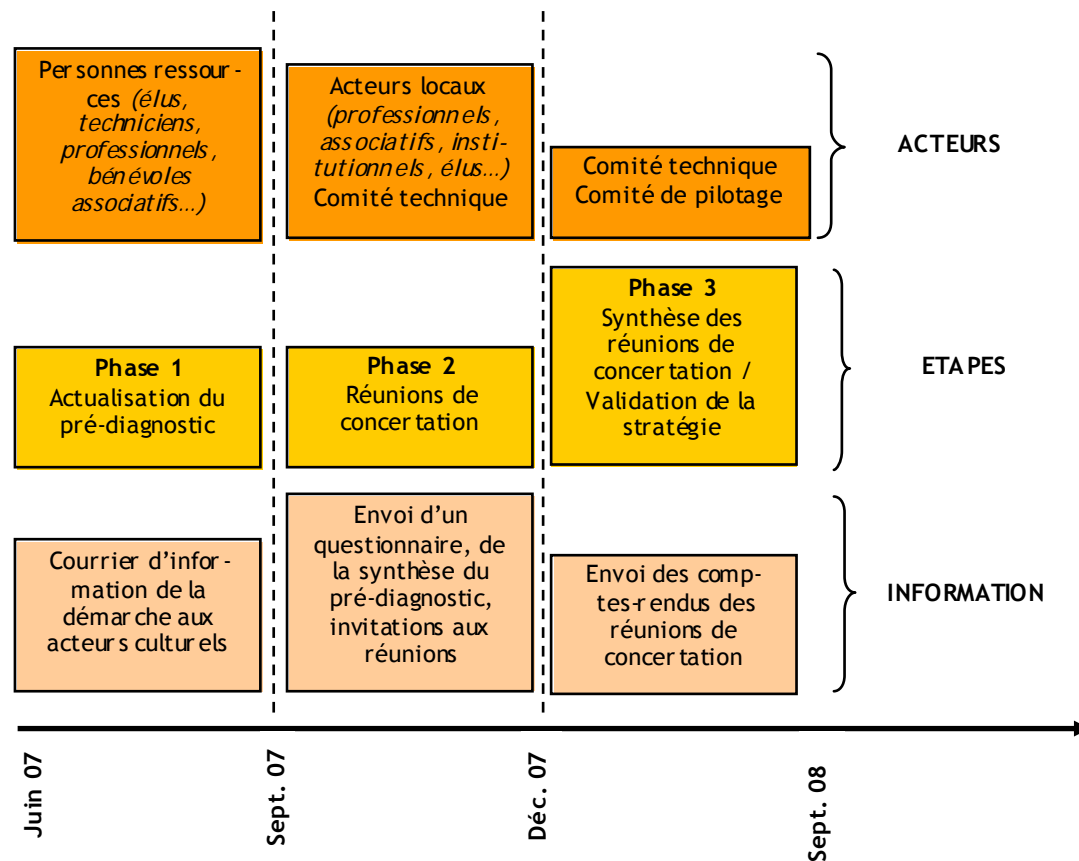 Personnes ressour-
ces (élus,
techniciens,
professionnels,
bénévoles
associatifs...)
Acteurs locaux
(professionnels,
associatifs, insti-
tutionnels, élus...)
Comité technique
Comité technique
Comité de pilotage
ACTEURS
Phase 1
Actualisation du
pré-diagnostic
Phase 2
Réunions de
concertation
Phase 3
Synthèse des
réunions de
concertation /
Validation de la
stratégie
ETAPES
Courrier d’infor-
mation de la
démarche aux
acteurs culturels
Envoi d’un
questionnaire, de
la synthèse du
pré-diagnostic,
invitations aux
réunions
Envoi des comp-
tes-rendus des
réunions de
concertation
INFORMATION
Juin 07
Sept. 07
Déc. 07
Sept. 08